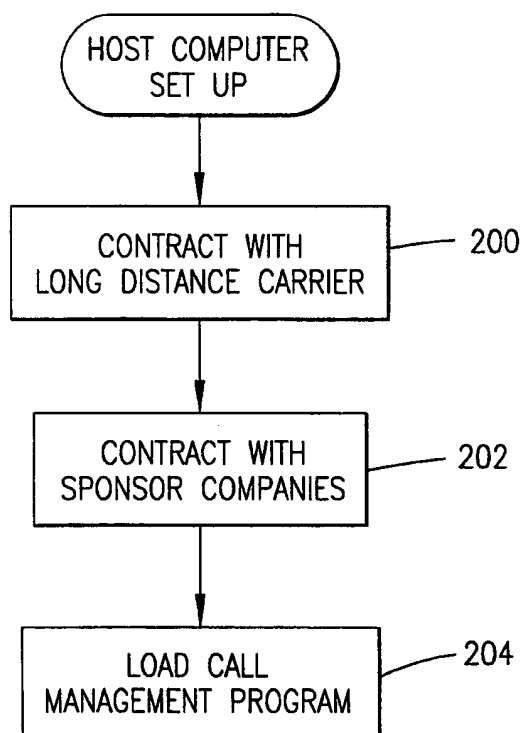 HOST COMPUTER
SET UP
CONTRACT WITH
LONG DISTANCE CARRIER
200
CONTRACT WITH
SPONSOR COMPANIES
202
LOAD CALL
MANAGEMENT PROGRAM
204